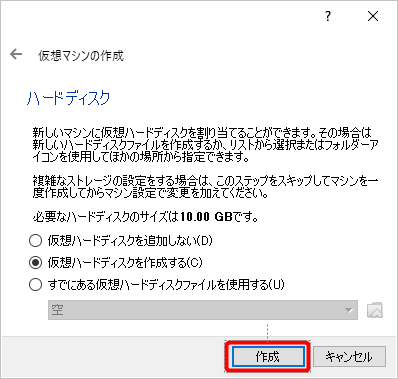 ?
仮想マシンの作成
ハードディスク
新しいマシンに仮想ハードディスクを割り当てることができます。その場合は
新しいハードディスクファイルを作成するか、リストから選択またはフォルダーア
イコンを使用してほかの場所から指定できます。
複雑なストレージの設定をする場合は、このステップをスキップしてマシンを一
度作成してからマシン設定で変更を加えてください。
必要なハードディスクのサイズは10.00 GBです。
仮想ハードディスクを追加しない(D)
仮想ハードディスクを作成する(C)
すでにある仮想ハードディスクファイルを使用する(U)
空
作成
キャンセル